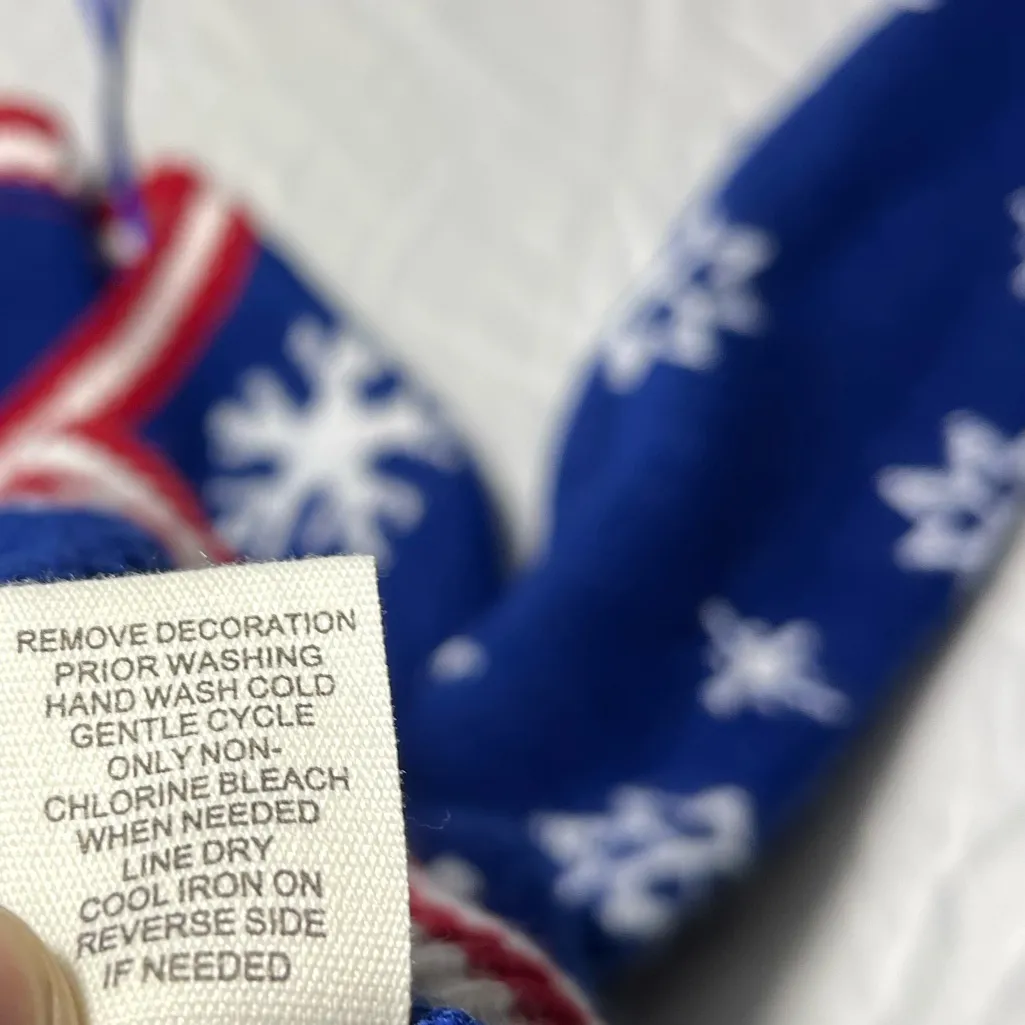 REMOVE DECORATION
PRIOR WASHING
HAND WASH COLD
GENTLE CYCLE
ONLY NON-
CHLORINE BLEACH
WHEN NEEDED
LINE DRY
COOL IRON ON
REVERSE SIDE
IF NEEDED